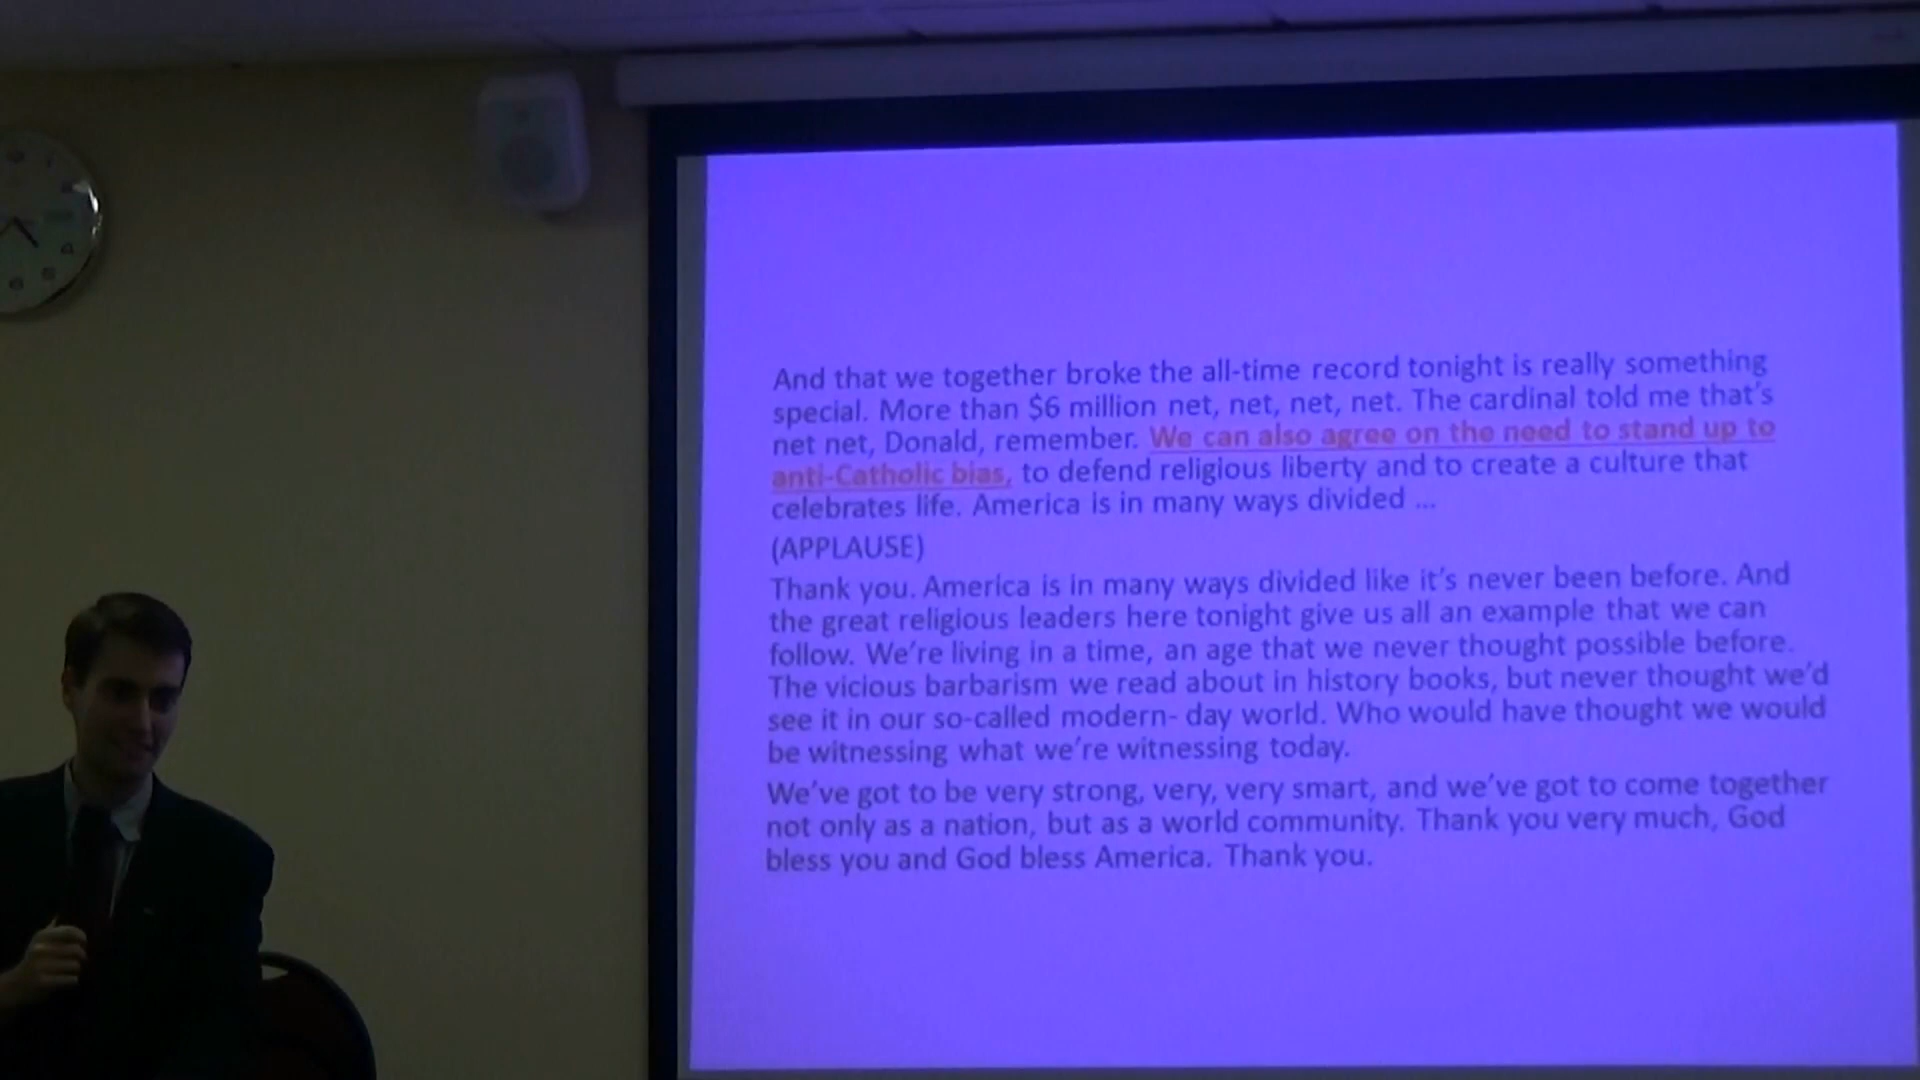 And that we together broke the all-time record tonight is really something
special. More than $6 million net, net, net, net. The cardinal told me that's
net net, Donald, remember. We can also agree on the need to stand up to
anti-Catholic bias, to defend religious liberty and to create a culture that
celebrates life. America is in many ways divided ...
(APPLAUSE)
Thank you. America is in many ways divided like it's never been before. And
the great religious leaders here tonight give us all an example that we can
follow. We're living in a time, an age that we never thought possible before.
The vicious barbarism we read about in history books, but never thought we'd
see it in our so-called modern- day world. Who would have thought we would
be witnessing what we're witnessing today.
We've got to be very strong, very, very smart, and we've got to come together
not only as a nation, but as a world community. Thank you very much, God
bless you and God bless America. Thank you.